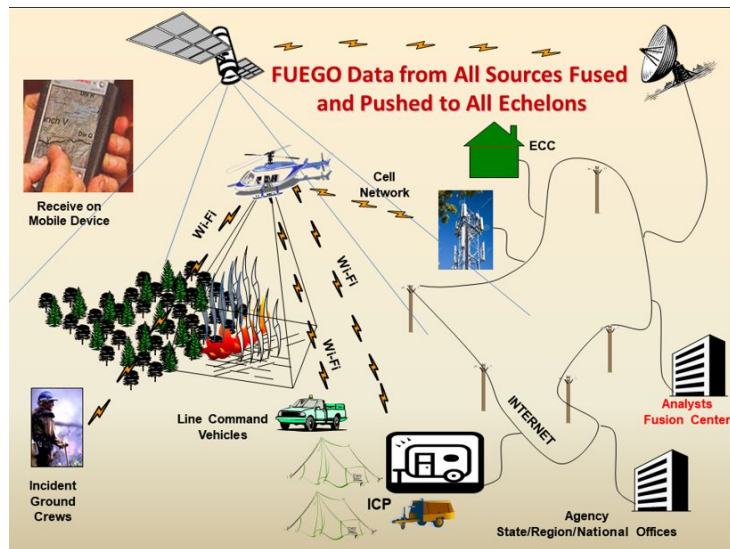 FUEGO Data from All Sources Fused
and Pushed to All Echelons
Receive on
Mobile Device
ECC
Cell
Network
Wi-Fi
Wi-Fi
Wi-Fi
Line Command
Vehicles
INTERNET
Analysts
Fusion Center
Incident
Ground
Crews
ICP
Agency
State/Region/National Offices